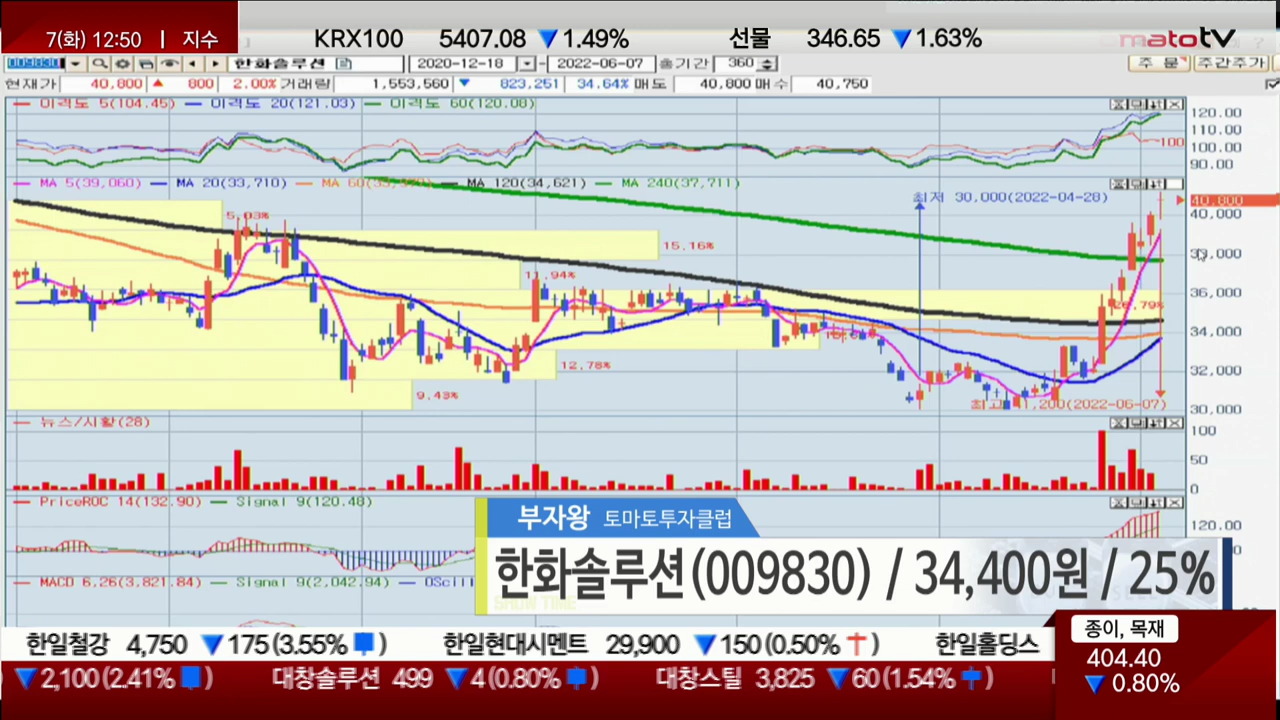 7(화) 12:50 | 지수 KRX100 5407.08 ▼1.49% 선물 346.65 ▼1.63% matotv
009830 한화솔루션 2020-12-18 - 2022-06-07 총기간 360 주 문 주간주가
현재가 40,800 ▲ 800 2.00% 거래량 1,553,560 ▼ 823,251 34.64% 매도 40,800 매수 40,750
이격도 5(104.45) 이격도 20(121.03) 이격도 60(120.08)
120.00
110.00
100.00 100
90.00
MA 5(39,060) MA 20(33,710) MA 120(34,621) MA 240(37,711)
최저 30,000(2022-04-28)
40,800
5.03% 40,000
15.16%
11.94%
36,000
34,000
12.78% 32,000
9.43%
최고 41,200(2022-06-07) 30,000
뉴스/시황(28)
100
50
0
PriceROC 14(132.90) Signal 9(120.48)
120.00
부자왕 토마토투자클럽
한화솔루션(009830) / 34,400원 / 25%
MACD 6,26(3,821.84) Signal 9(2,042.94) OScill
SHOW TIME
한일철강 4,750 ▼175(3.55%) 한일현대시멘트 29,900 ▼150(0.50%) 한일홀딩스
▼2,100(2.41%) 대창솔루션 499 ▼4(0.80%) 대창스틸 3,825 ▼60(1.54%)
종이, 목재
404.40
▼0.80%